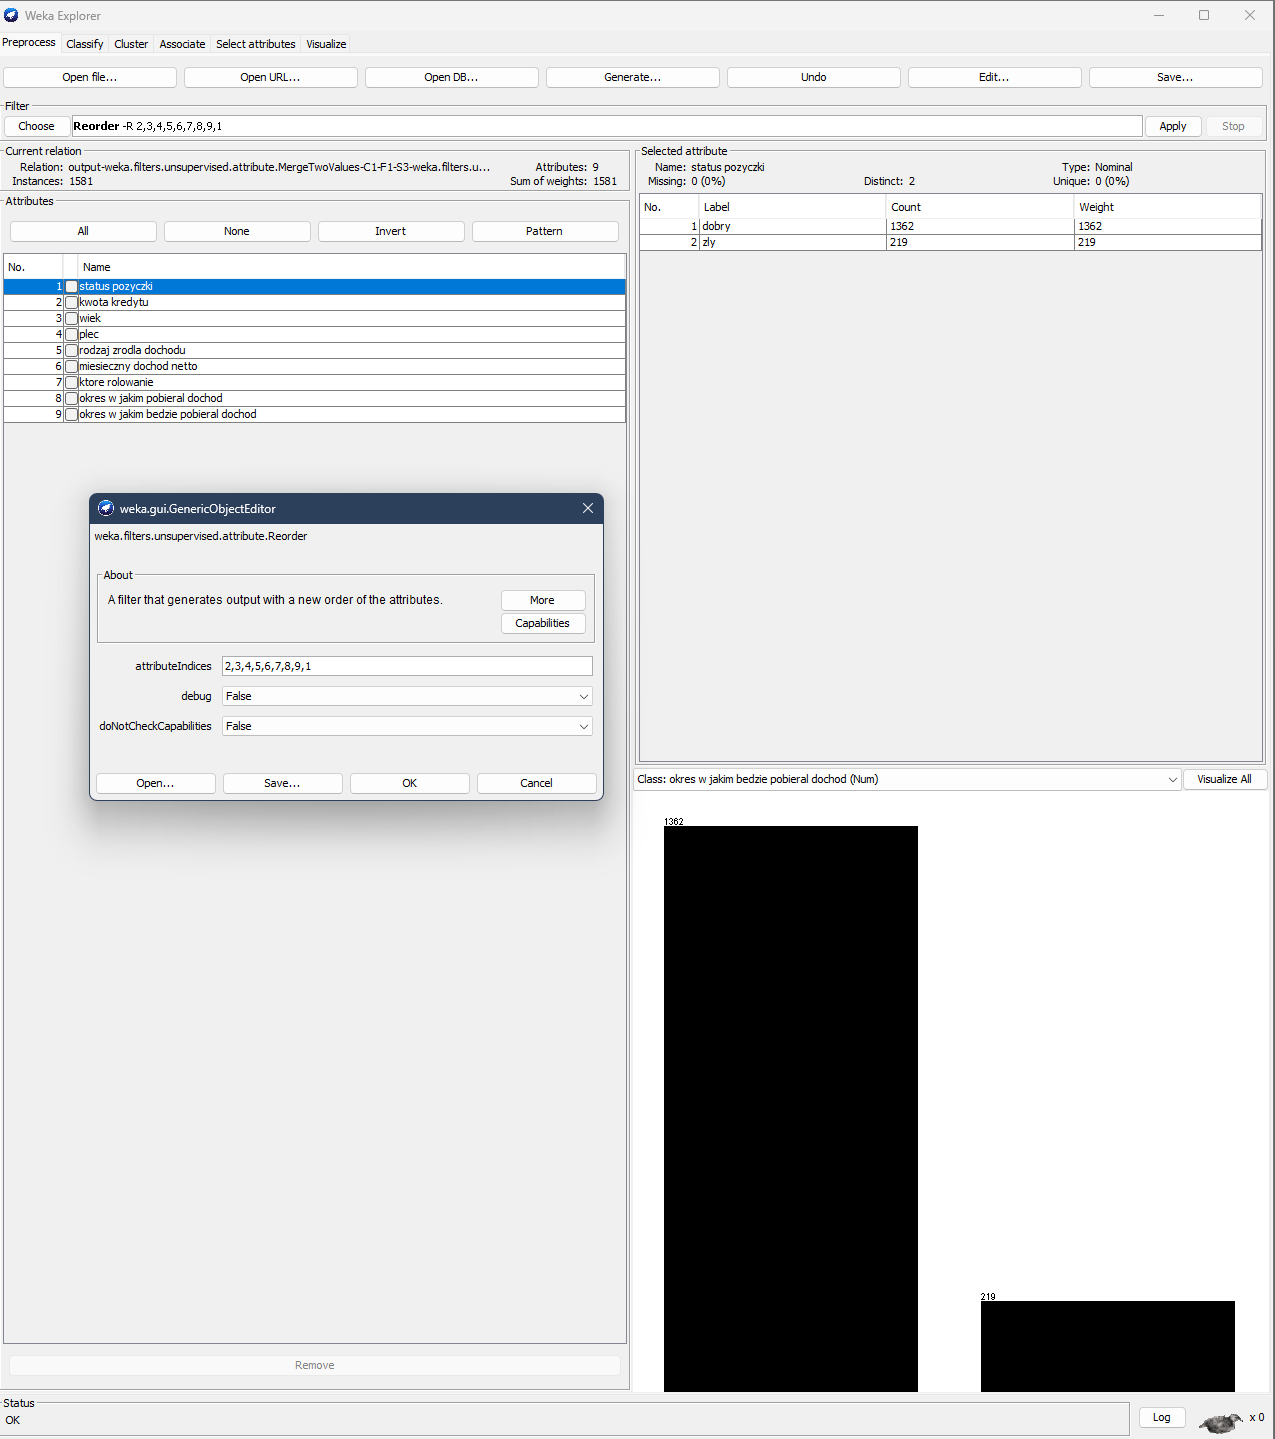 Weka Explorer
Preprocess Classify Cluster Associate Select attributes Visualize
Open file... Open URL... Open DB... Generate... Undo Edit... Save...
Filter
Choose Reorder -R 2,3,4,5,6,7,8,9,1 Apply Stop
Current relation
Relation: output-weka.filters.unsupervised.attribute.MergeTwoValues-C1-F1-S3-weka.filters.u... Attributes: 9
Instances: 1581 Sum of weights: 1581
Attributes
All None Invert Pattern
No. Name
1 status pozyczki
2 kwota kredytu
3 wiek
4 plec
5 rodzaj zrodla dochodu
6 miesieczny dochod netto
7 ktore rolowanie
8 okres w jakim pobieral dochod
9 okres w jakim bedzie pobieral dochod
weka.gui.GenericObjectEditor
weka.filters.unsupervised.attribute.Reorder
About
A filter that generates output with a new order of the attributes.
More
Capabilities
attributeIndices 2,3,4,5,6,7,8,9,1
debug False
doNotCheckCapabilities False
Open... Save... OK Cancel
Remove
Selected attribute
Name: status pozyczki Type: Nominal
Missing: 0 (0%) Distinct: 2 Unique: 0 (0%)
No. Label Count Weight
1 dobry 1362 1362
2 zly 219 219
Class: okres w jakim bedzie pobieral dochod (Num) Visualize All
1362
219
Status
OK
Log x 0